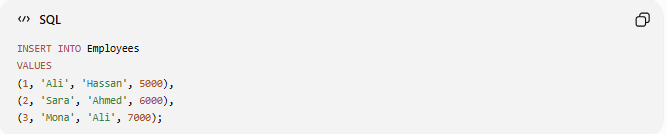 SQL
INSERT INTO Employees
VALUES
(1, 'Ali', 'Hassan', 5000),
(2, 'Sara', 'Ahmed', 6000),
(3, 'Mona', 'Ali', 7000);